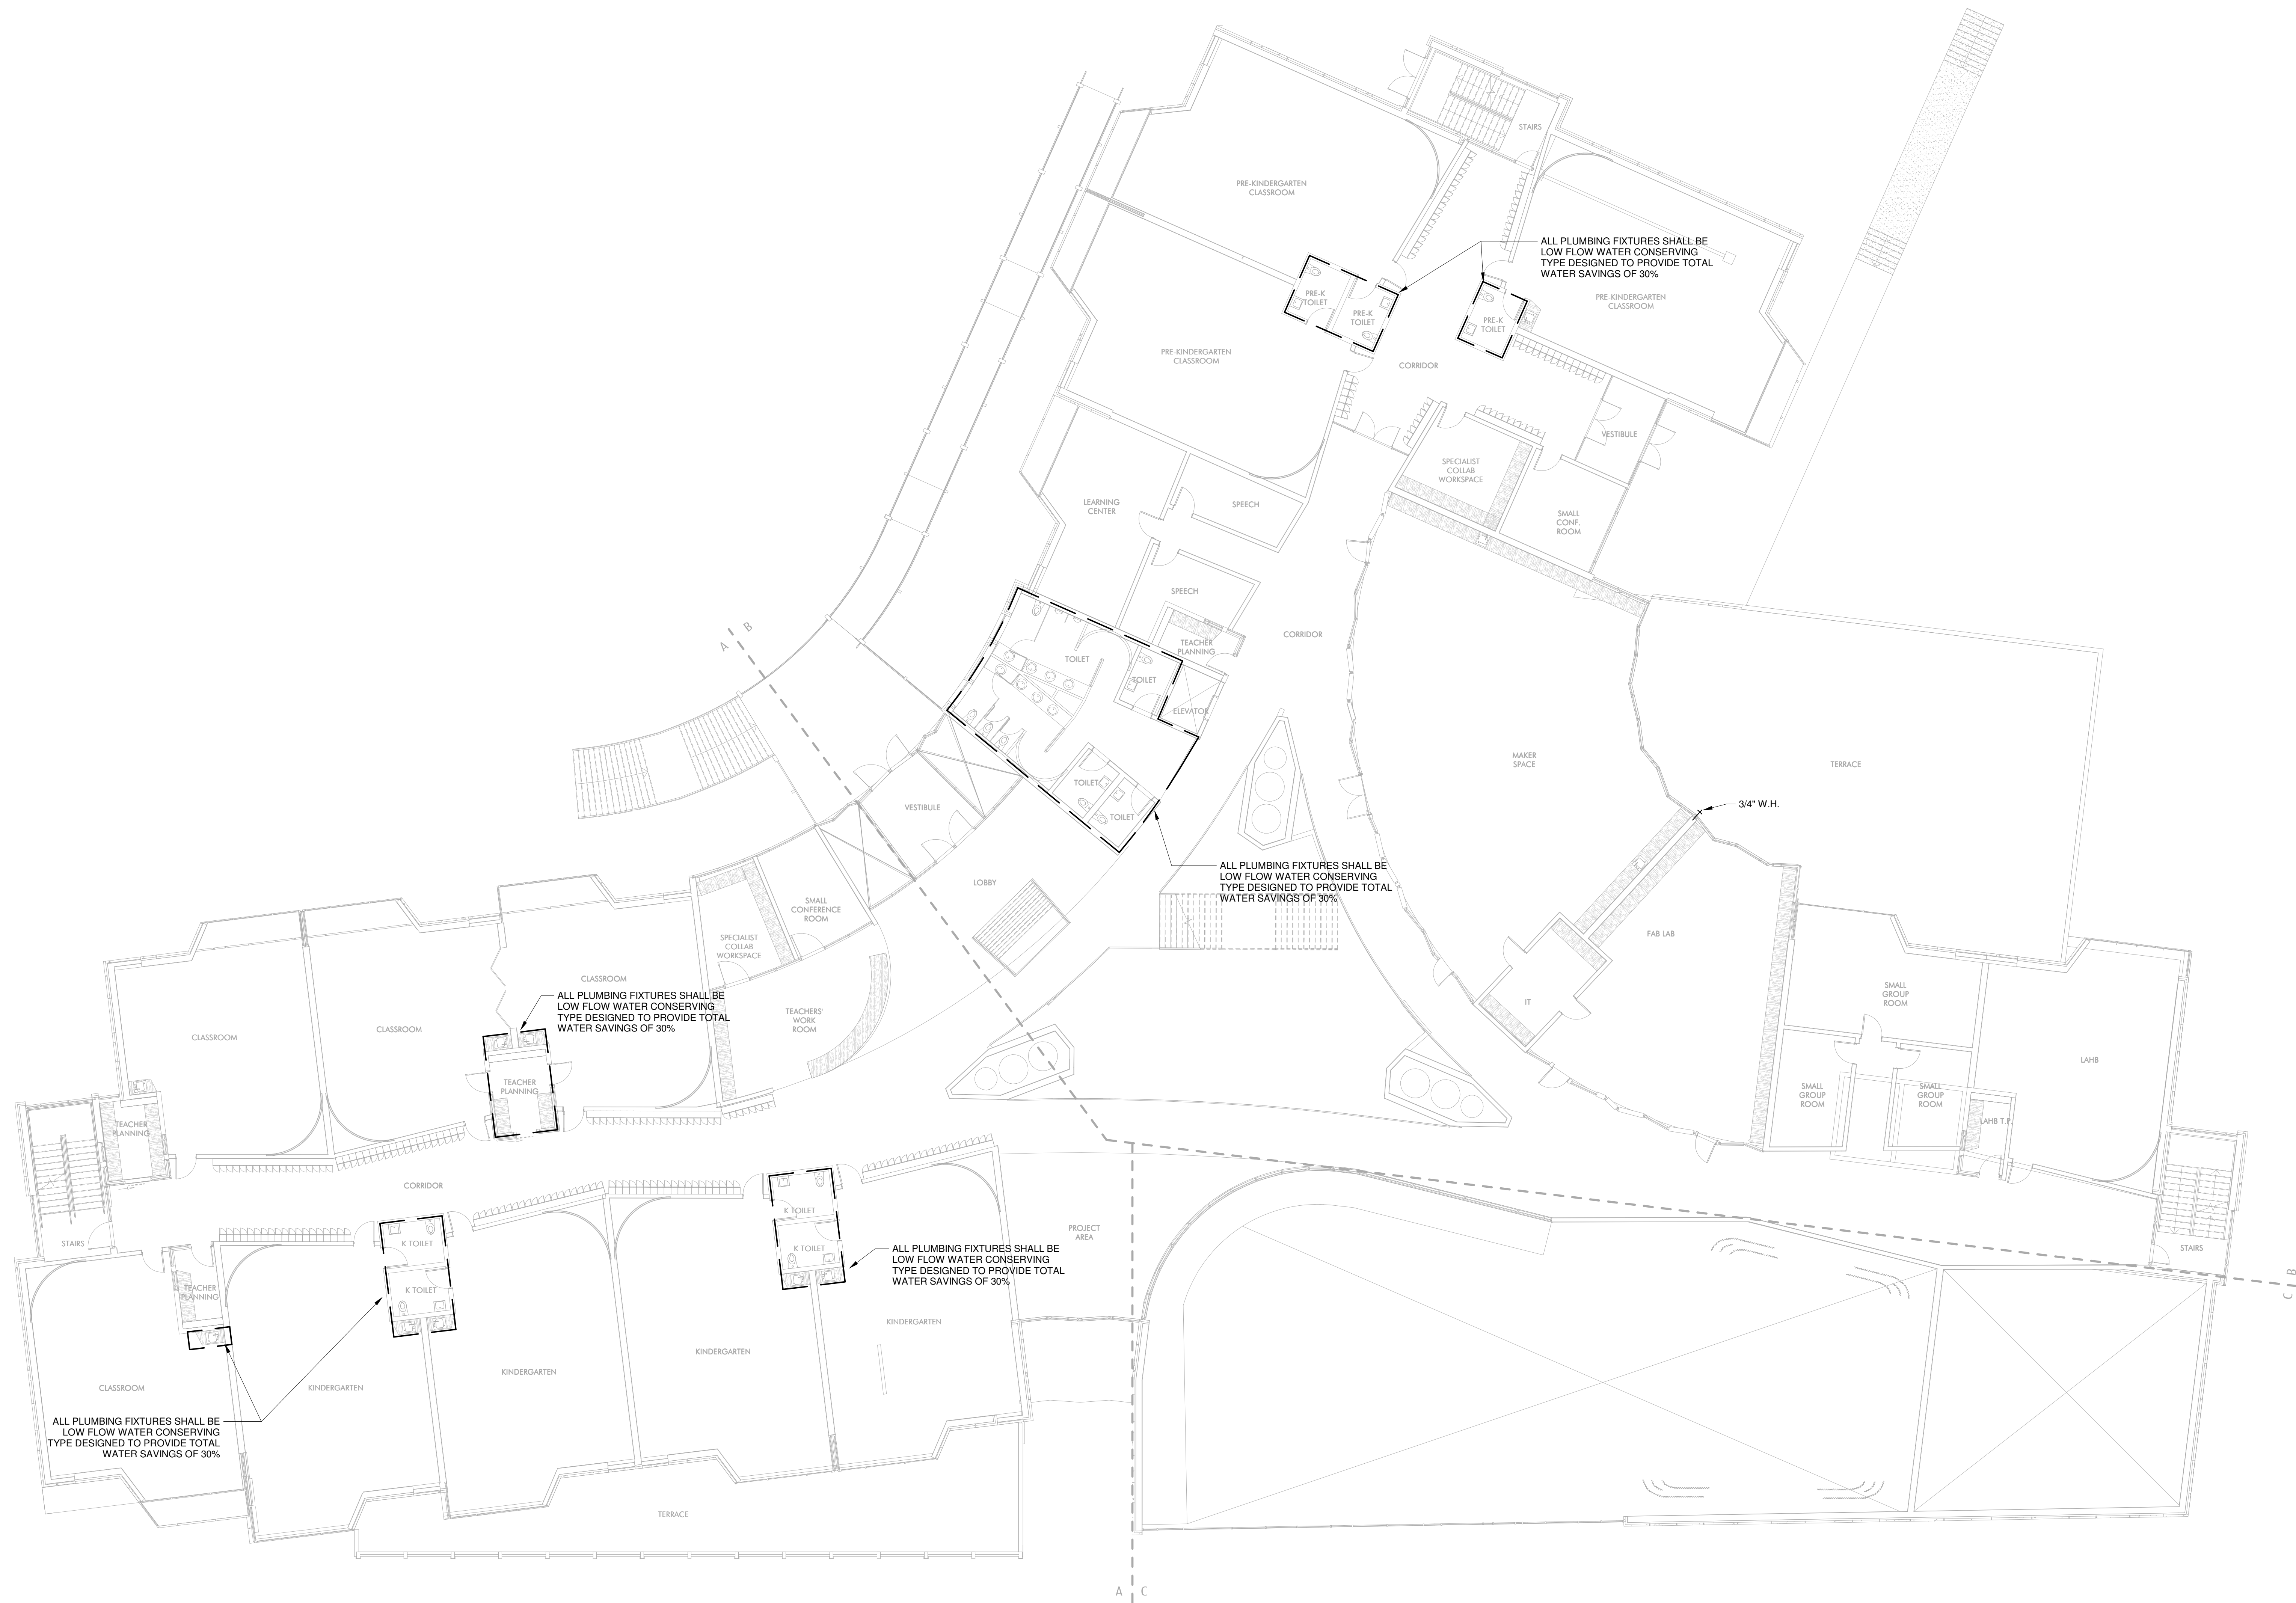 STAIRS
PRE-KINDERGARTEN
CLASSROOM
ALL PLUMBING FIXTURES SHALL BE
LOW FLOW WATER CONSERVING
TYPE DESIGNED TO PROVIDE TOTAL
WATER SAVINGS OF 30%
PRE-K
TOILET
PRE-K
TOILET
PRE-K
TOILET
PRE-KINDERGARTEN
CLASSROOM
PRE-KINDERGARTEN
CLASSROOM
CORRIDOR
VESTIBULE
SPECIALIST
COLLAB
WORKSPACE
LEARNING
CENTER
SPEECH
SMALL
CONF.
ROOM
SPEECH
A
B
CORRIDOR
TEACHER
PLANNING
TOILET
TOILET
ELEVATOR
MAKER
SPACE
TERRACE
TOILET
TOILET
3/4" W.H.
VESTIBULE
ALL PLUMBING FIXTURES SHALL BE
LOW FLOW WATER CONSERVING
TYPE DESIGNED TO PROVIDE TOTAL
WATER SAVINGS OF 30%
LOBBY
SMALL
CONFERENCE
ROOM
SPECIALIST
COLLAB
WORKSPACE
FAB LAB
CLASSROOM
ALL PLUMBING FIXTURES SHALL BE
LOW FLOW WATER CONSERVING
TYPE DESIGNED TO PROVIDE TOTAL
WATER SAVINGS OF 30%
SMALL
GROUP
ROOM
IT
TEACHERS'
WORK
ROOM
CLASSROOM
CLASSROOM
LAHB
TEACHER
PLANNING
SMALL
GROUP
ROOM
SMALL
GROUP
ROOM
LAHB T.P.
TEACHER
PLANNING
CORRIDOR
K TOILET
PROJECT
AREA
STAIRS
K TOILET
K TOILET
ALL PLUMBING FIXTURES SHALL BE
LOW FLOW WATER CONSERVING
TYPE DESIGNED TO PROVIDE TOTAL
WATER SAVINGS OF 30%
STAIRS
B
C
TEACHER
PLANNING
K TOILET
KINDERGARTEN
KINDERGARTEN
KINDERGARTEN
CLASSROOM
KINDERGARTEN
ALL PLUMBING FIXTURES SHALL BE
LOW FLOW WATER CONSERVING
TYPE DESIGNED TO PROVIDE TOTAL
WATER SAVINGS OF 30%
TERRACE
A
C